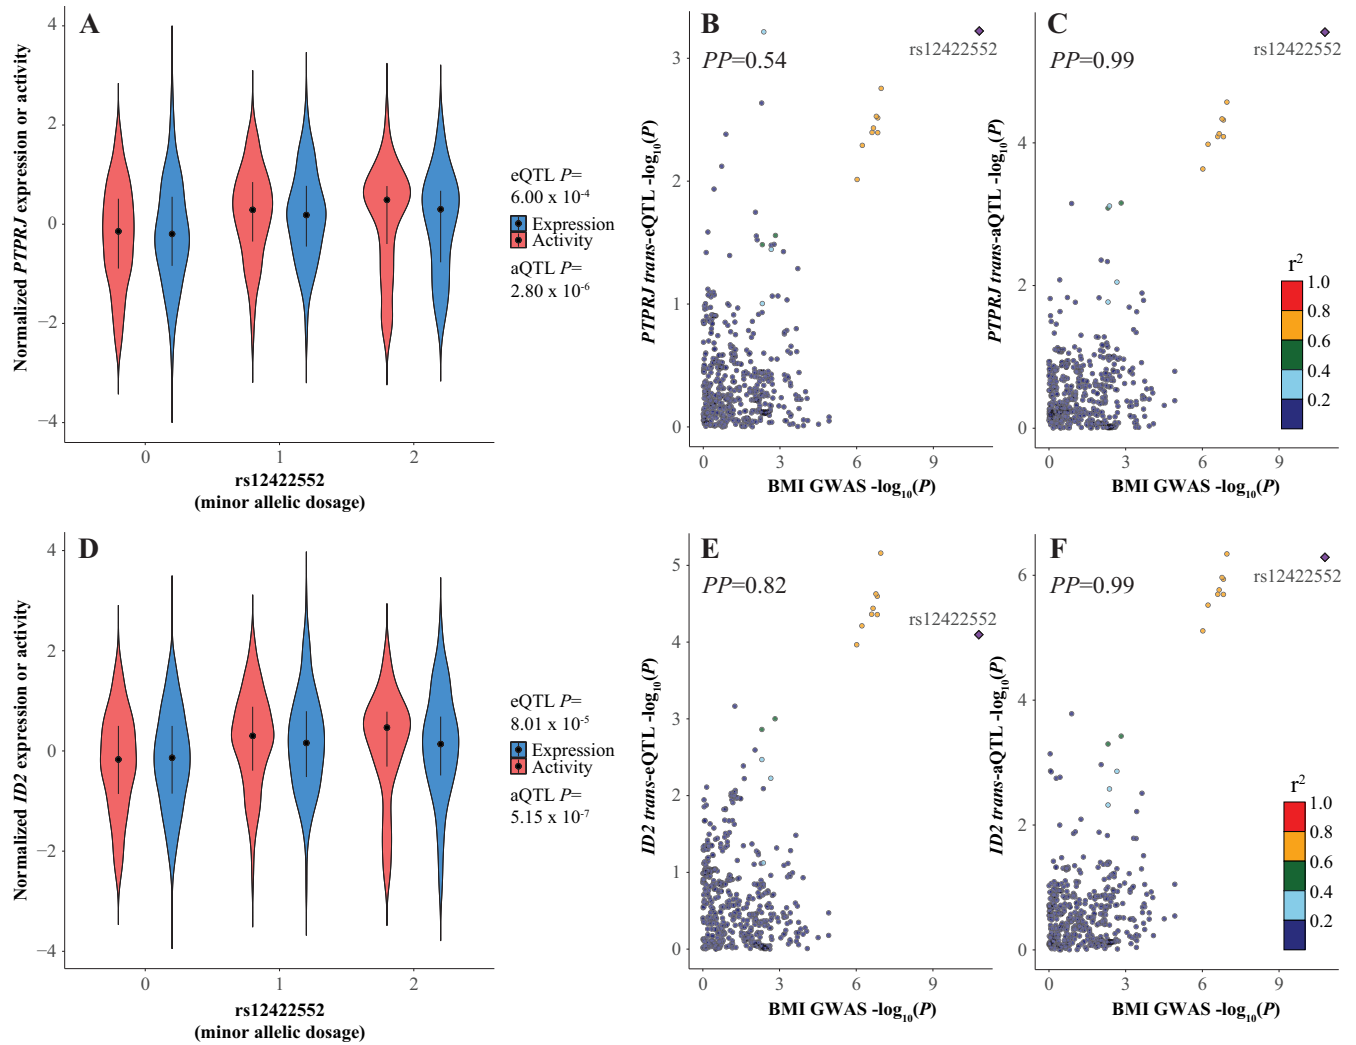 A
Normalized PTPRJ expression or activity
4
2
0
−2
−4
0
1
2
rs12422552
(minor allelic dosage)
eQTL P=
6.00 x 10-4
Expression
Activity
aQTL P=
2.80 x 10-6
B
PP=0.54
rs12422552
PTPRJ trans-eQTL -log10(P)
3
2
1
0
0
3
6
9
BMI GWAS -log10(P)
C
PP=0.99
rs12422552
PTPRJ trans-aQTL -log10(P)
4
2
0
0
3
6
9
BMI GWAS -log10(P)
r2
1.0
0.8
0.6
0.4
0.2
D
Normalized ID2 expression or activity
4
2
0
−2
−4
0
1
2
rs12422552
(minor allelic dosage)
eQTL P=
8.01 x 10-5
Expression
Activity
aQTL P=
5.15 x 10-7
E
PP=0.82
rs12422552
ID2 trans-eQTL -log10(P)
5
4
3
2
1
0
0
3
6
9
BMI GWAS -log10(P)
F
PP=0.99
rs12422552
ID2 trans-aQTL -log10(P)
6
4
2
0
0
3
6
9
BMI GWAS -log10(P)
r2
1.0
0.8
0.6
0.4
0.2